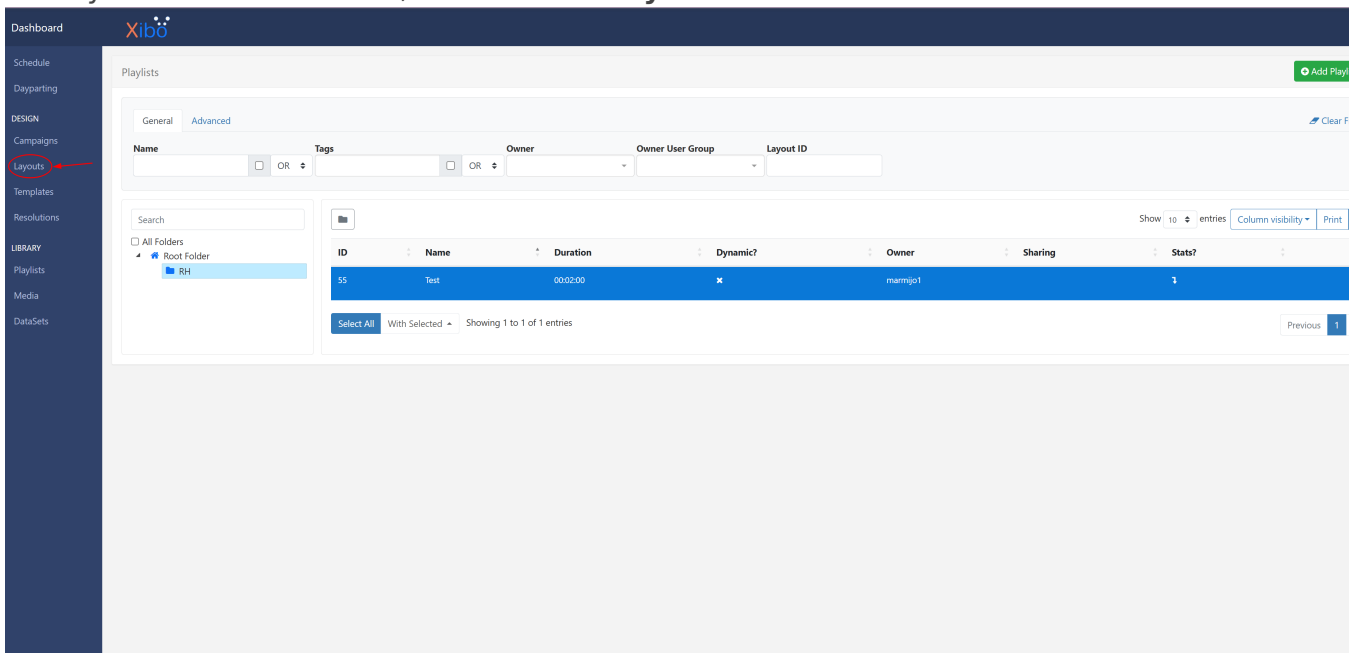 Dashboard
Xibo
Schedule
Dayparting
DESIGN
Campaigns
Layouts
Templates
Resolutions
LIBRARY
Playlists
Media
DataSets
Playlists
Add Playl
General Advanced
Clear F
Name Tags Owner Owner User Group Layout ID
OR OR
Search
All Folders
Root Folder
RH
Show 10 entries Column visibility Print
ID Name Duration Dynamic? Owner Sharing Stats?
55 Test 00:02:00 marmijo1
Select All With Selected Showing 1 to 1 of 1 entries
Previous 1